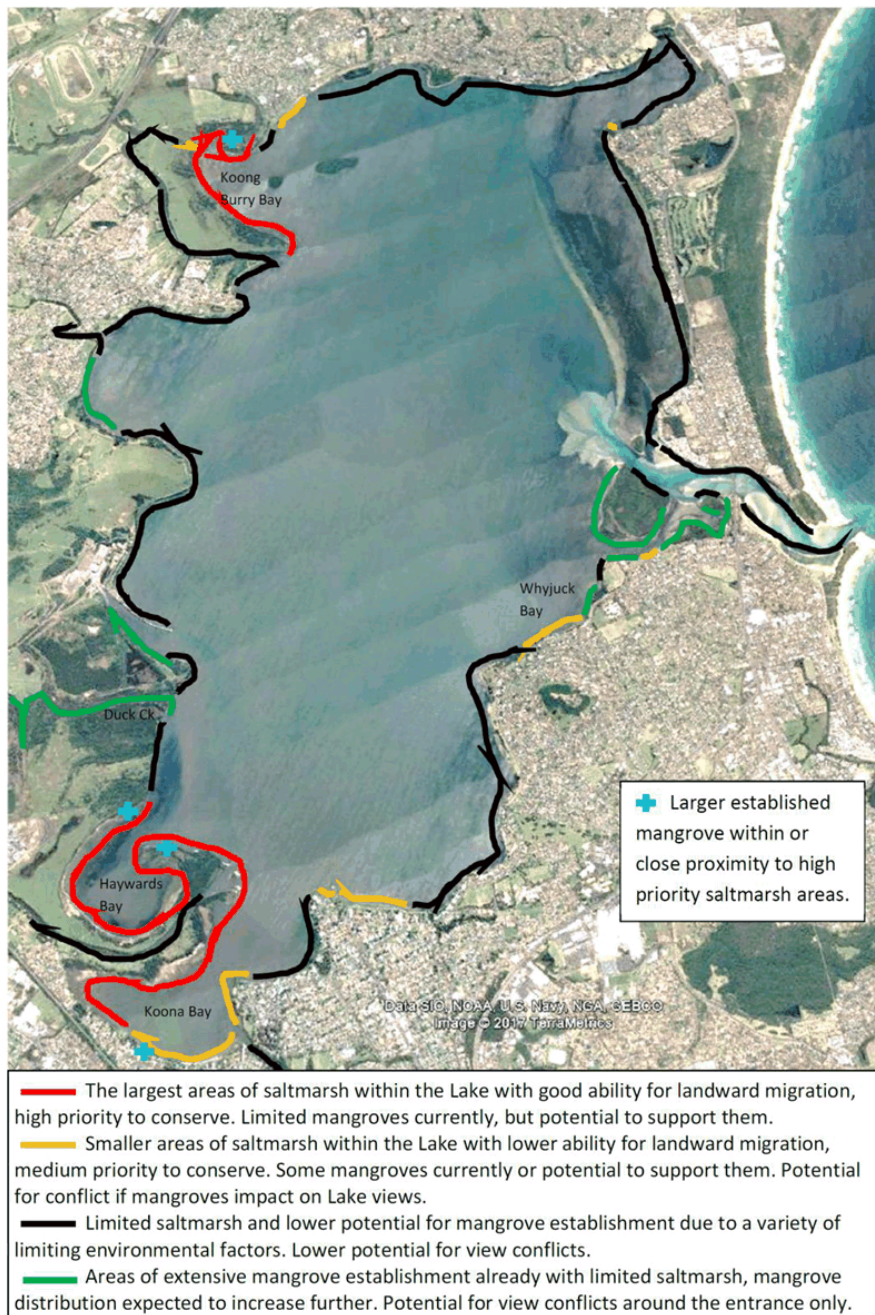 Koong
Burry Bay
Whyjuck
Bay
Duck Ck
Larger established
mangrove within or
close proximity to high
priority saltmarsh areas.
Haywards
Bay
Koona Bay
Data SIO, NOAA, U.S. Navy, NGA, GEBCO
Image © 2017 TerraMetrics
The largest areas of saltmarsh within the Lake with good ability for landward migration,
high priority to conserve. Limited mangroves currently, but potential to support them.
Smaller areas of saltmarsh within the Lake with lower ability for landward migration,
medium priority to conserve. Some mangroves currently or potential to support them. Potential
for conflict if mangroves impact on Lake views.
Limited saltmarsh and lower potential for mangrove establishment due to a variety of
limiting environmental factors. Lower potential for view conflicts.
Areas of extensive mangrove establishment already with limited saltmarsh, mangrove
distribution expected to increase further. Potential for view conflicts around the entrance only.